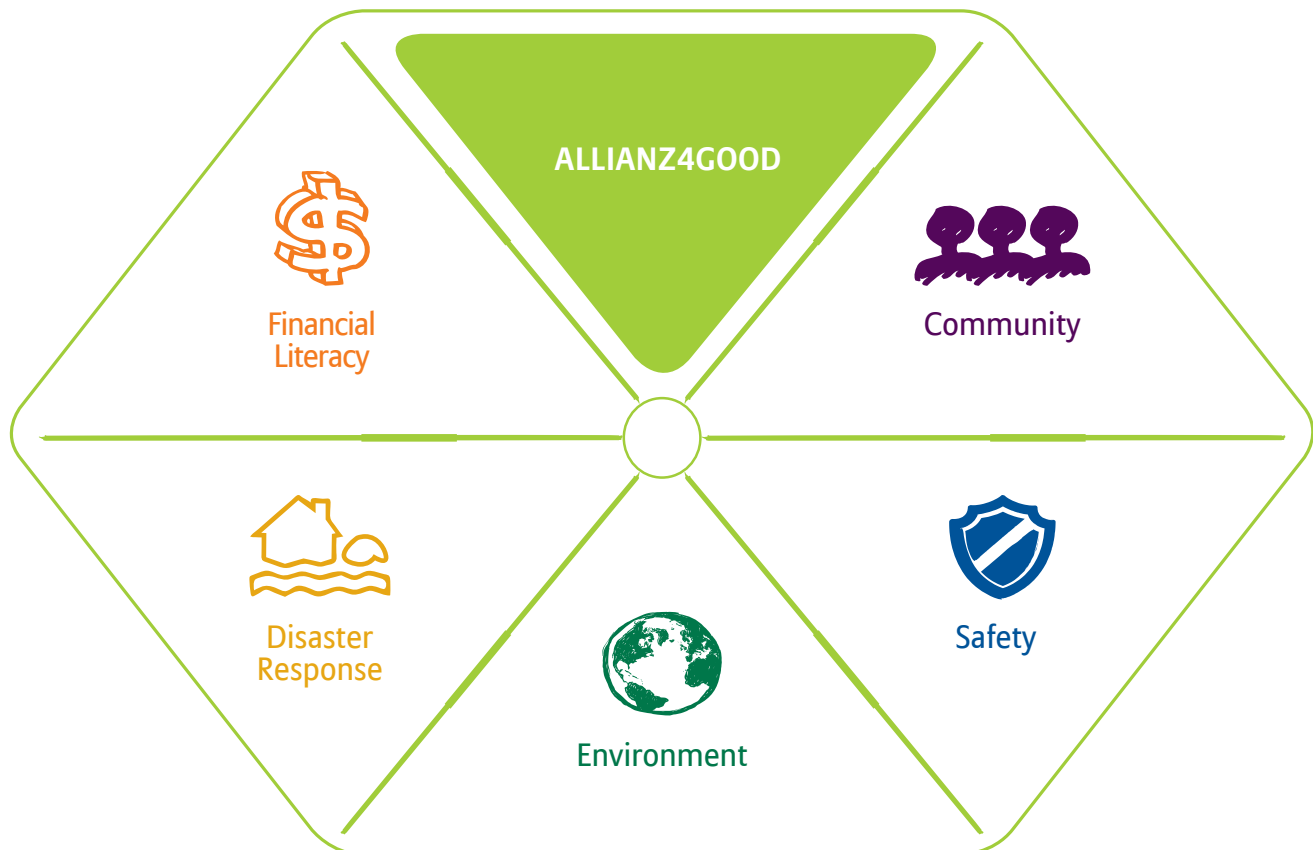 ALLIANZ4GOOD
Financial
Literacy
Community
Disaster
Response
Safety
Environment